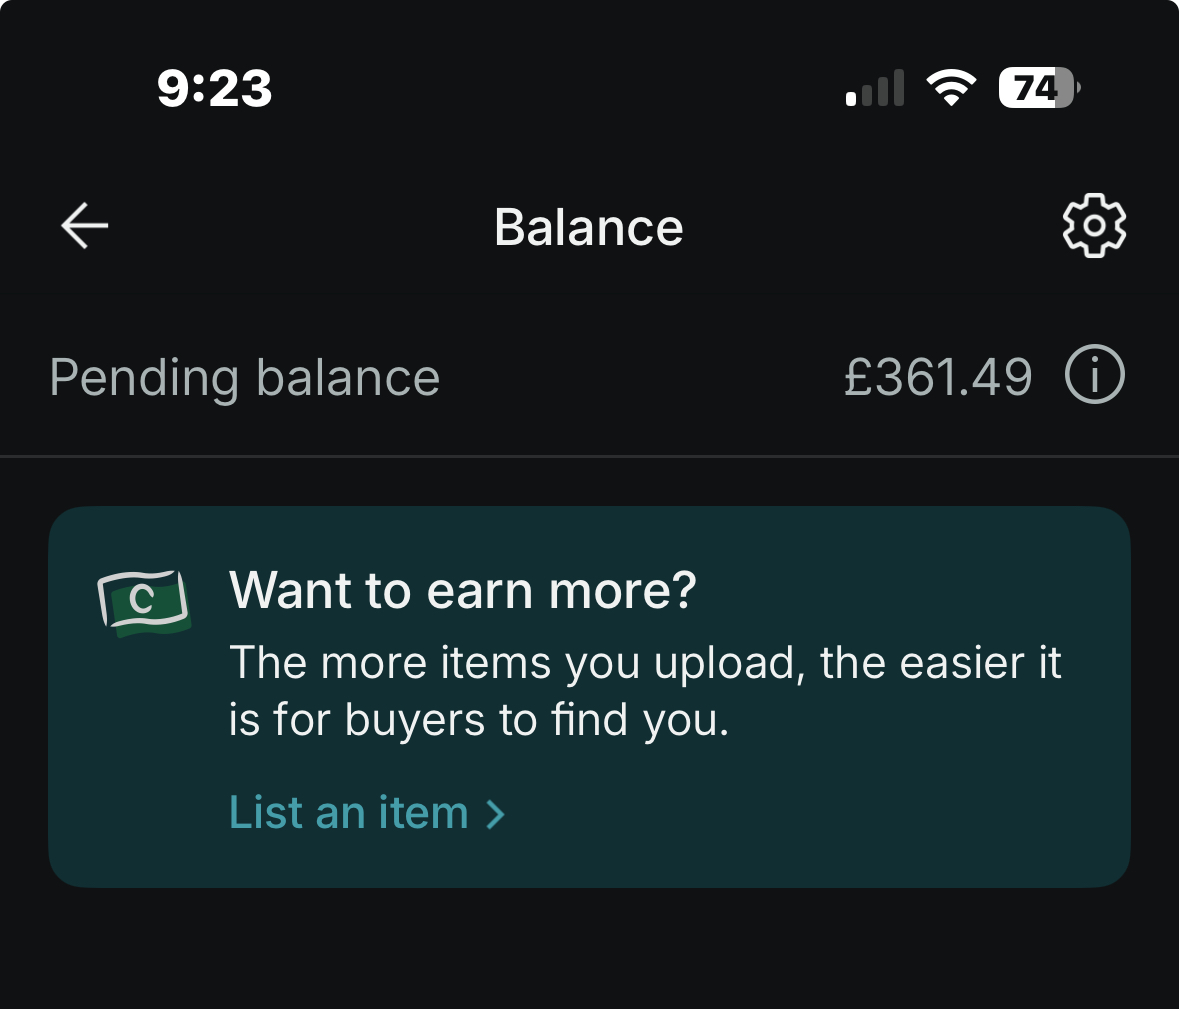 9:23
74
Balance
Pending balance £361.49
Want to earn more?
The more items you upload, the easier it
is for buyers to find you.
List an item